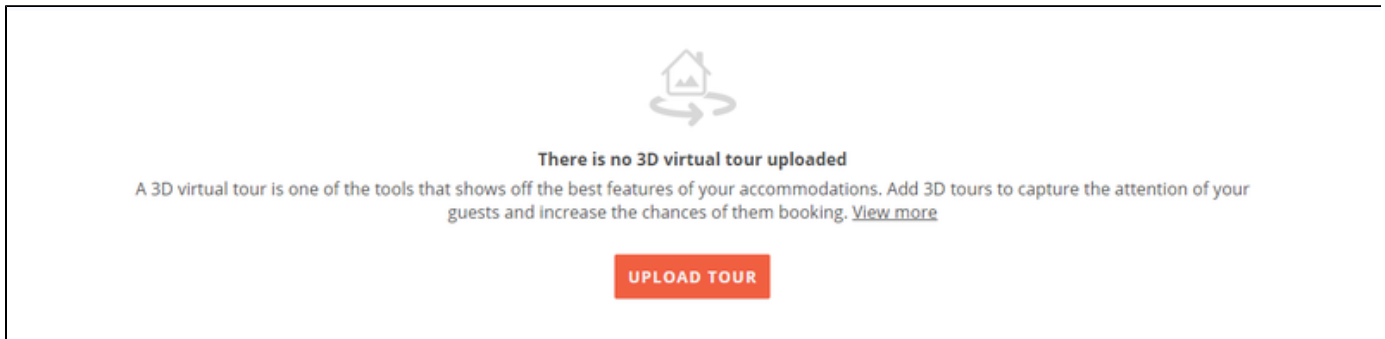 There is no 3D virtual tour uploaded
A 3D virtual tour is one of the tools that shows off the best features of your accommodations. Add 3D tours to capture the attention of your
guests and increase the chances of them booking. View more
UPLOAD TOUR